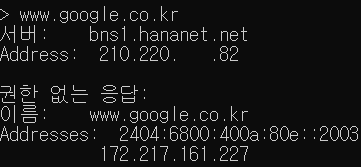 > www.google.co.kr
서버:    bns1.hananet.net
Address:  210.220.   .82

권한 없는 응답:
이름:    www.google.co.kr
Addresses:  2404:6800:400a:80e::2003
          172.217.161.227